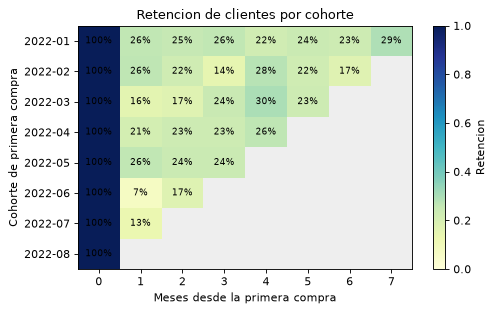 Retencion de clientes por cohorte
2022-01 100% 26% 25% 26% 22% 24% 23% 29%
2022-02 100% 26% 22% 14% 28% 22% 17%
2022-03 100% 16% 17% 24% 30% 23%
2022-04 100% 21% 23% 23% 26%
2022-05 100% 26% 24% 24%
2022-06 100% 7% 17%
2022-07 100% 13%
2022-08 100%
0 1 2 3 4 5 6 7
Meses desde la primera compra
Cohorte de primera compra
1.0
0.8
0.6
0.4
0.2
0.0
Retencion